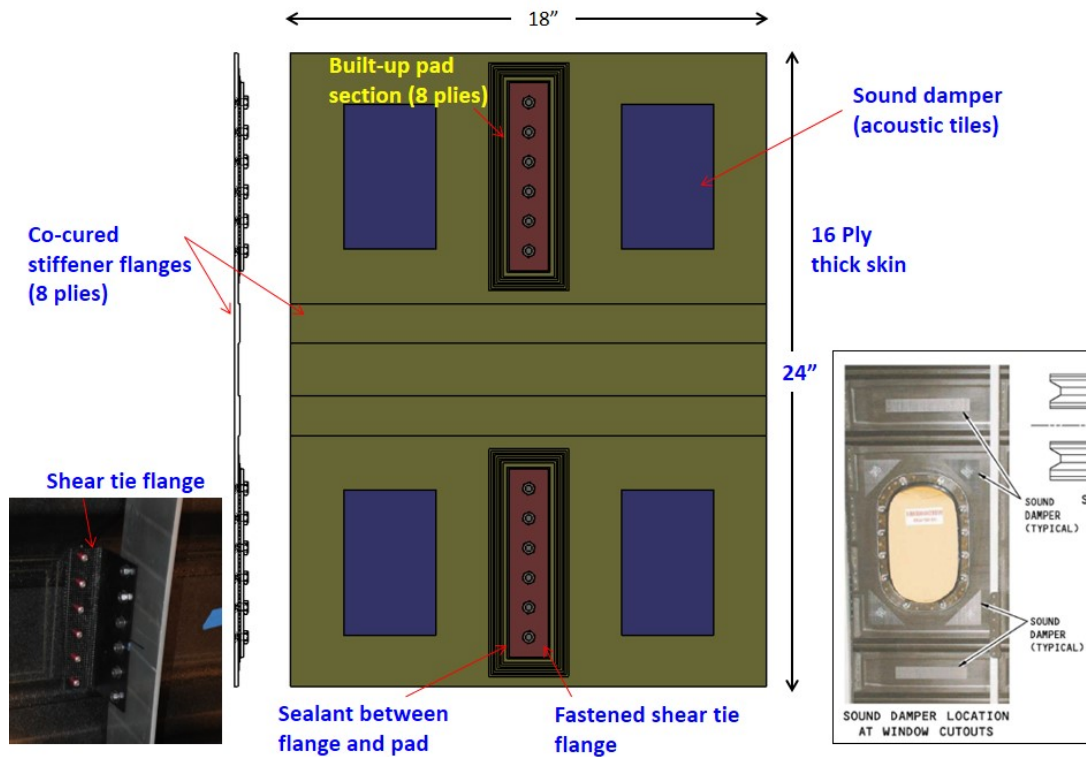 18”
Built-up pad
section (8 plies)
Sound damper
(acoustic tiles)
Co-cured
stiffener flanges
(8 plies)
16 Ply
thick skin
24”
Shear tie flange
SOUND
DAMPER
(TYPICAL)
S
SOUND
DAMPER
(TYPICAL)
Sealant between
flange and pad
Fastened shear tie
flange
SOUND DAMPER LOCATION
AT WINDOW CUTOUTS